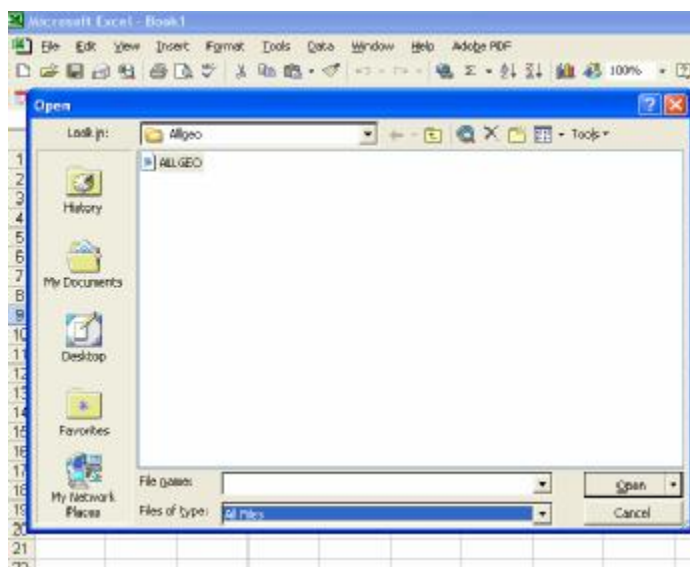 Microsoft Excel - Book1
File Edit View Insert Format Tools Data Window Help Adobe PDF
100%
Open
Look in: Allgeo Tools
ALLGEO
History
My Documents
Desktop
Favorites
My Network Places
File name: Open
Files of type: All Files Cancel
1
2
3
4
5
6
7
8
9
10
11
12
13
14
15
16
17
18
19
20
21
22